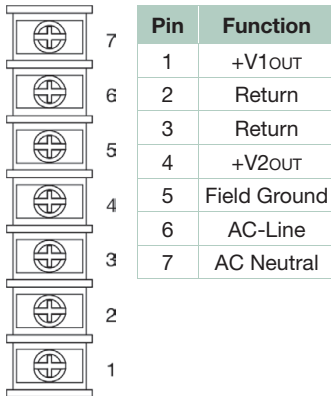 7
6
5
4
3
2
1
Pin Function
1 +V1OUT
2 Return
3 Return
4 +V2OUT
5 Field Ground
6 AC-Line
7 AC Neutral